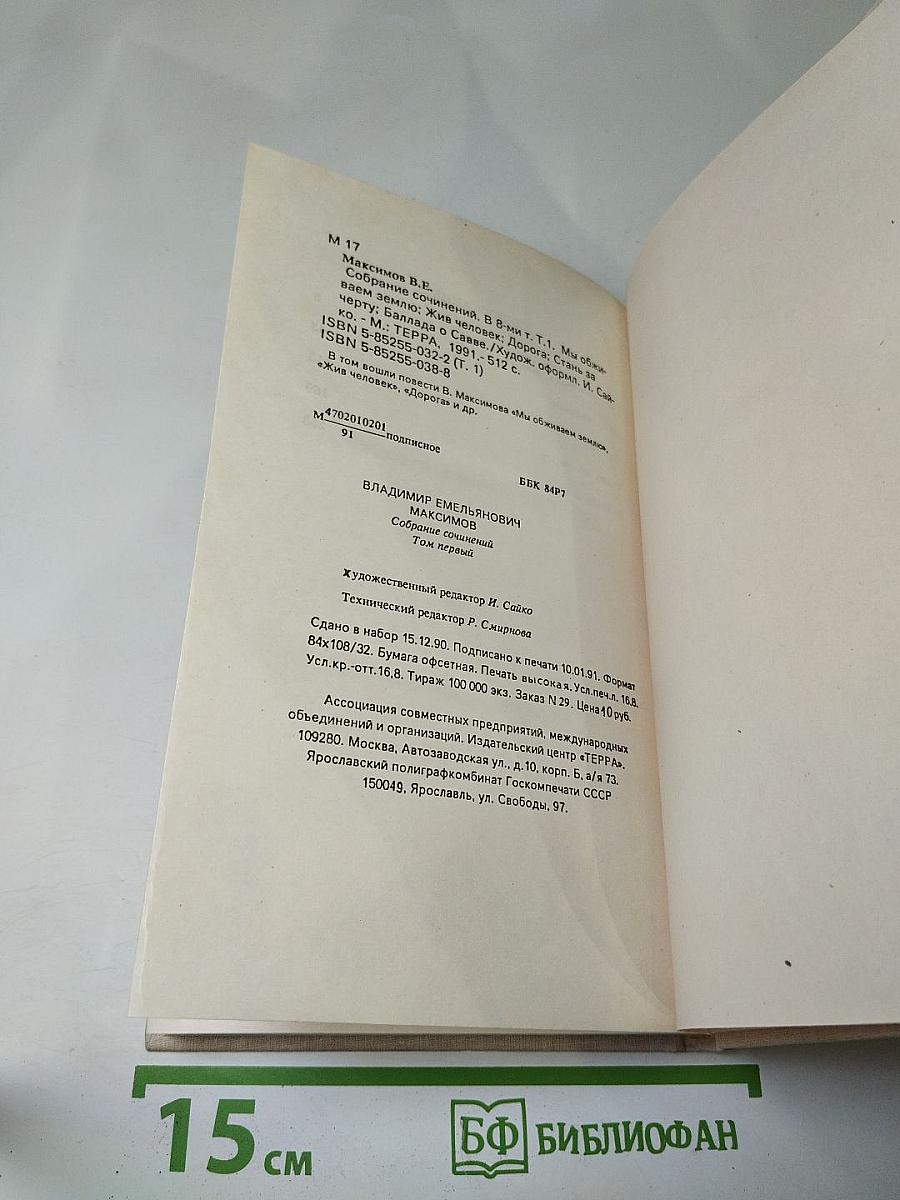 М 17
Максимов В.Е.
Собрание сочинений. В 8-ми т. Т.1. Мы обжи-
ваем землю; Жив человек; Дорога; Стань за
черту; Баллада о Савве./Худож. оформл. И. Сай-
ко. - М.: ТЕРРА, 1991.- 512 с.
ISBN 5-85255-032-2 (Т. 1)
ISBN 5-85255-038-8
В том вошли повести В. Максимова «Мы обживаем землю»,
«Жив человек», «Дорога» и др.
М 4702010201 подписное
91
ББК 84Р7
ВЛАДИМИР ЕМЕЛЬЯНОВИЧ
МАКСИМОВ
Собрание сочинений
Том первый
Художественный редактор И. Сайко
Технический редактор Р. Смирнова
Сдано в набор 15.12.90. Подписано к печати 10.01.91. Формат
84х108/32. Бумага офсетная. Печать высокая. Усл.печ.л. 16,8.
Усл.кр.-отт.16,8. Тираж 100 000 экз. Заказ N 29. Цена 10 руб.
Ассоциация совместных предприятий, международных
объединений и организаций. Издательский центр «ТЕРРА».
109280. Москва, Автозаводская ул., д.10, корп. Б, а/я 73.
Ярославский полиграфкомбинат Госкомпечати СССР
150049, Ярославль, ул. Свободы, 97.
15 см
БФ БИБЛИОФАН